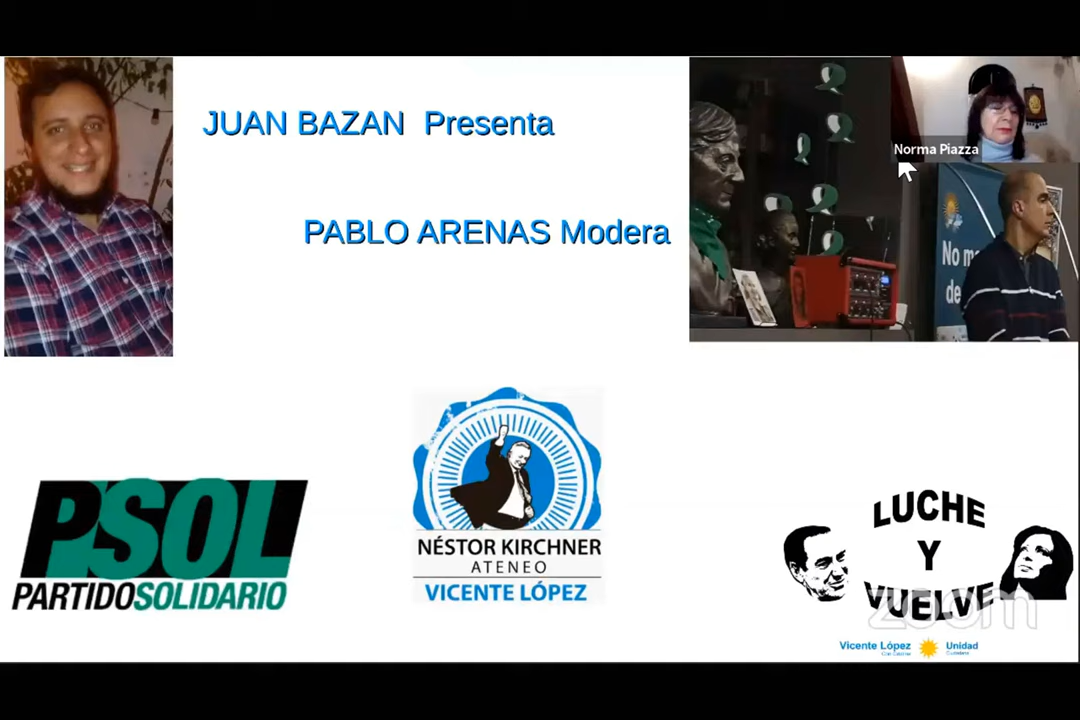 JUAN BAZAN Presenta
Norma Piazza
PABLO ARENAS Modera
No
de
PSOL
PARTIDOSOLIDARIO
NÉSTOR KIRCHNER
ATENEO
VICENTE LÓPEZ
LUCHE
Y
VUELVE
zoom
Vicente López
Unidad
Ciudadana